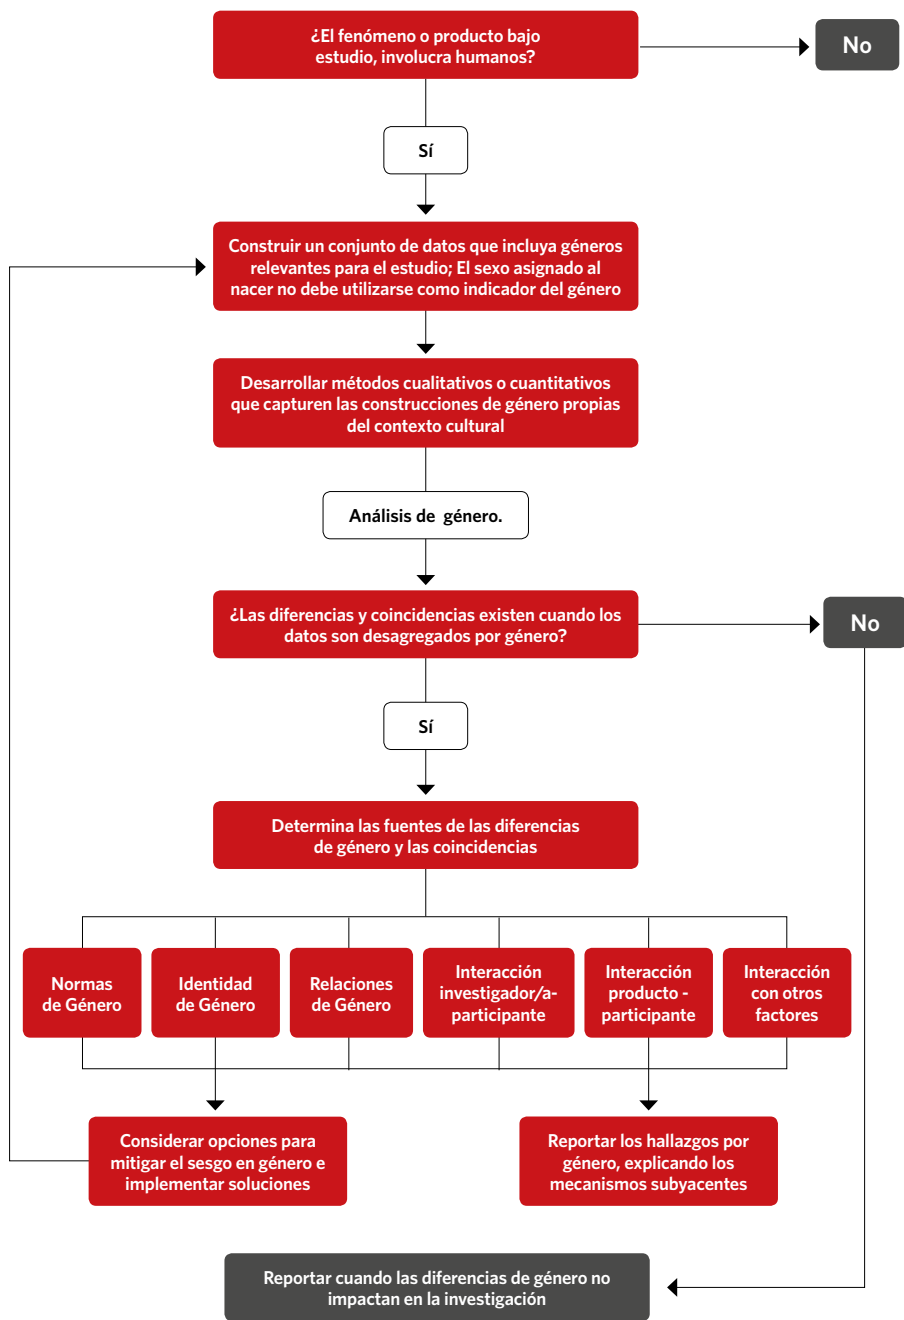 ¿El fenómeno o producto bajo
estudio, involucra humanos?
No
Sí
Construir un conjunto de datos que incluya géneros
relevantes para el estudio; El sexo asignado al
nacer no debe utilizarse como indicador del género
Desarrollar métodos cualitativos o cuantitativos
que capturen las construcciones de género propias
del contexto cultural
Análisis de género.
¿Las diferencias y coincidencias existen cuando los
datos son desagregados por género?
No
Sí
Determina las fuentes de las diferencias
de género y las coincidencias
Normas
de Género
Identidad
de Género
Relaciones
de Género
Interacción
investigador/a-
participante
Interacción
producto -
participante
Interacción
con otros
factores
Considerar opciones para
mitigar el sesgo en género e
implementar soluciones
Reportar los hallazgos por
género, explicando los
mecanismos subyacentes
Reportar cuando las diferencias de género no
impactan en la investigación